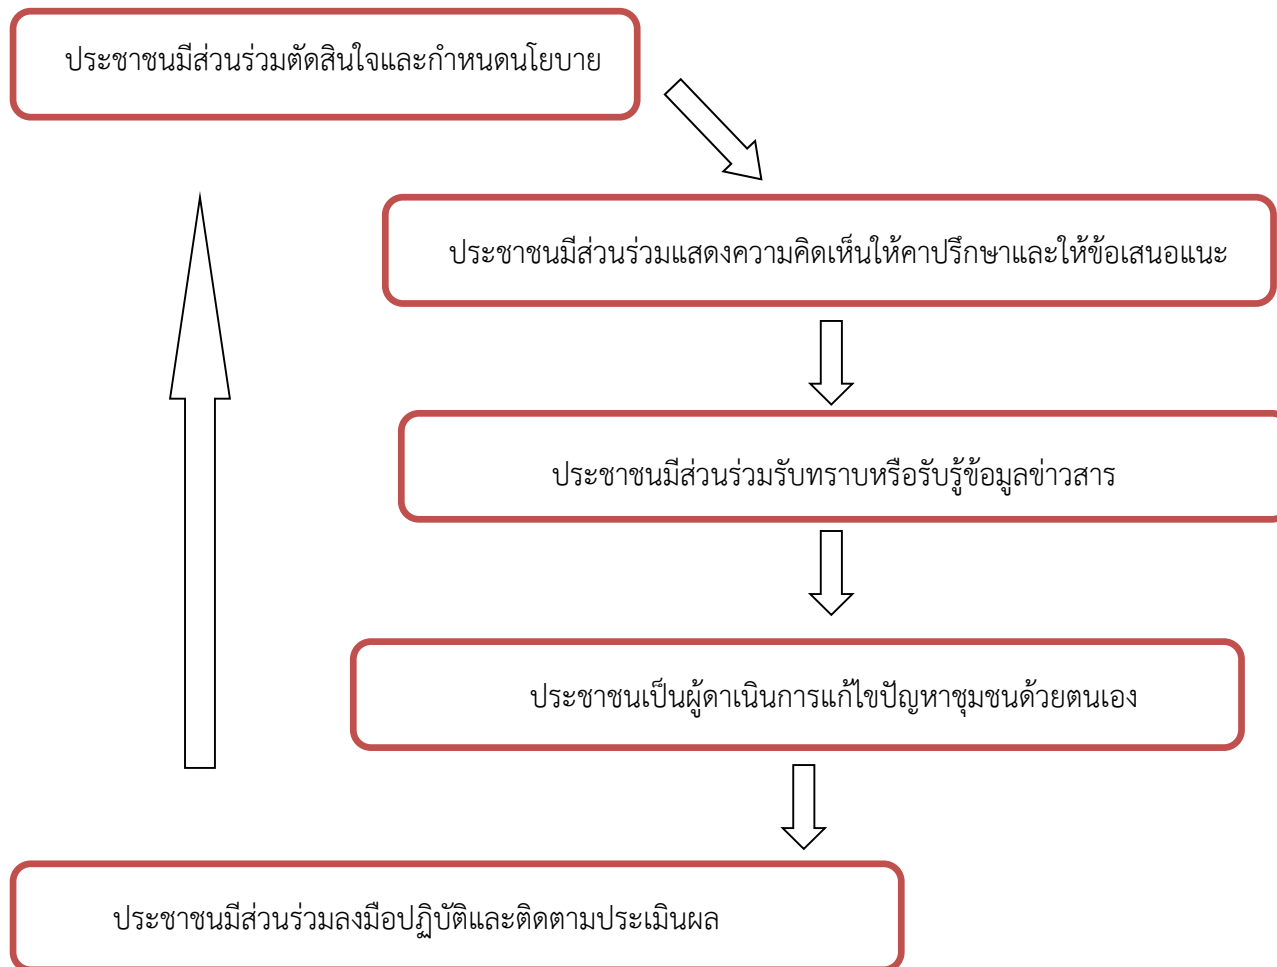 ประชาชนมีส่วนร่วมตัดสินใจและกำหนดนโยบาย
ประชาชนมีส่วนร่วมแสดงความคิดเห็นให้คาปรึกษาและให้ข้อเสนอแนะ
ประชาชนมีส่วนร่วมรับทราบหรือรับรู้ข้อมูลข่าวสาร
ประชาชนเป็นผู้ดาเนินการแก้ไขปัญหาชุมชนด้วยตนเอง
ประชาชนมีส่วนร่วมลงมือปฏิบัติและติดตามประเมินผล